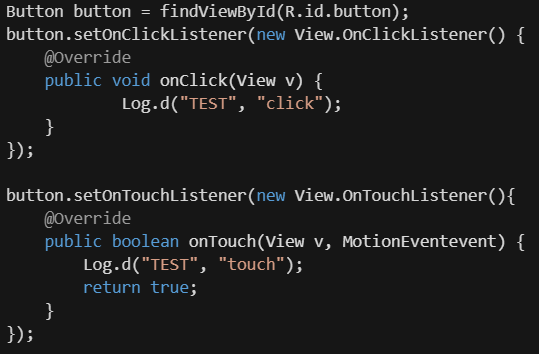 Button button = findViewById(R.id.button);
button.setOnClickListener(new View.OnClickListener() {
    @Override
    public void onClick(View v) {
            Log.d("TEST", "click");
    }
});

button.setOnTouchListener(new View.OnTouchListener(){
    @Override
    public boolean onTouch(View v, MotionEventevent) {
        Log.d("TEST", "touch");
        return true;
    }
});